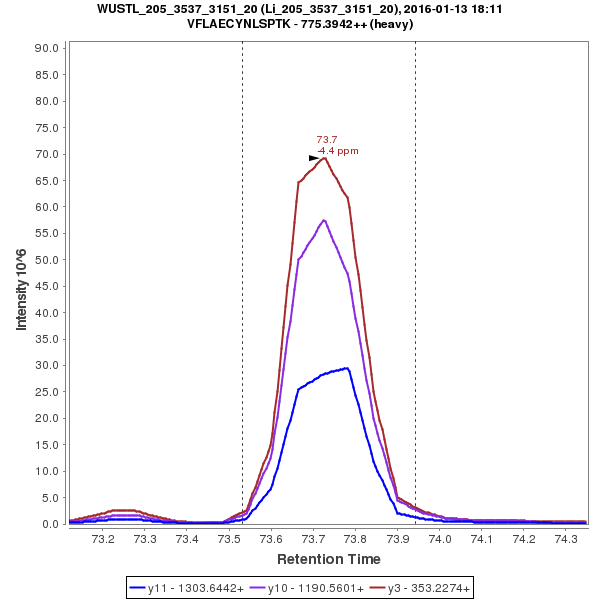 WUSTL_205_3537_3151_20 (Li_205_3537_3151_20), 2016-01-13 18:11
VFLAECYNLSPTK - 775.3942++ (heavy)
90.0
85.0
80.0
75.0
70.0
65.0
60.0
55.0
50.0
45.0
40.0
35.0
30.0
25.0
20.0
15.0
10.0
5.0
0.0
Intensity 10^6
73.7
-4.4 ppm
73.2 73.3 73.4 73.5 73.6 73.7 73.8 73.9 74.0 74.1 74.2 74.3
Retention Time
y11 - 1303.6442+ y10 - 1190.5601+ y3 - 353.2274+